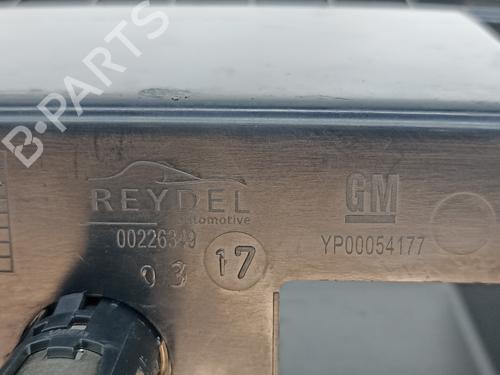 B-PARTS
REYDEL
automotive
00226349
03 17
GM
YP00054177